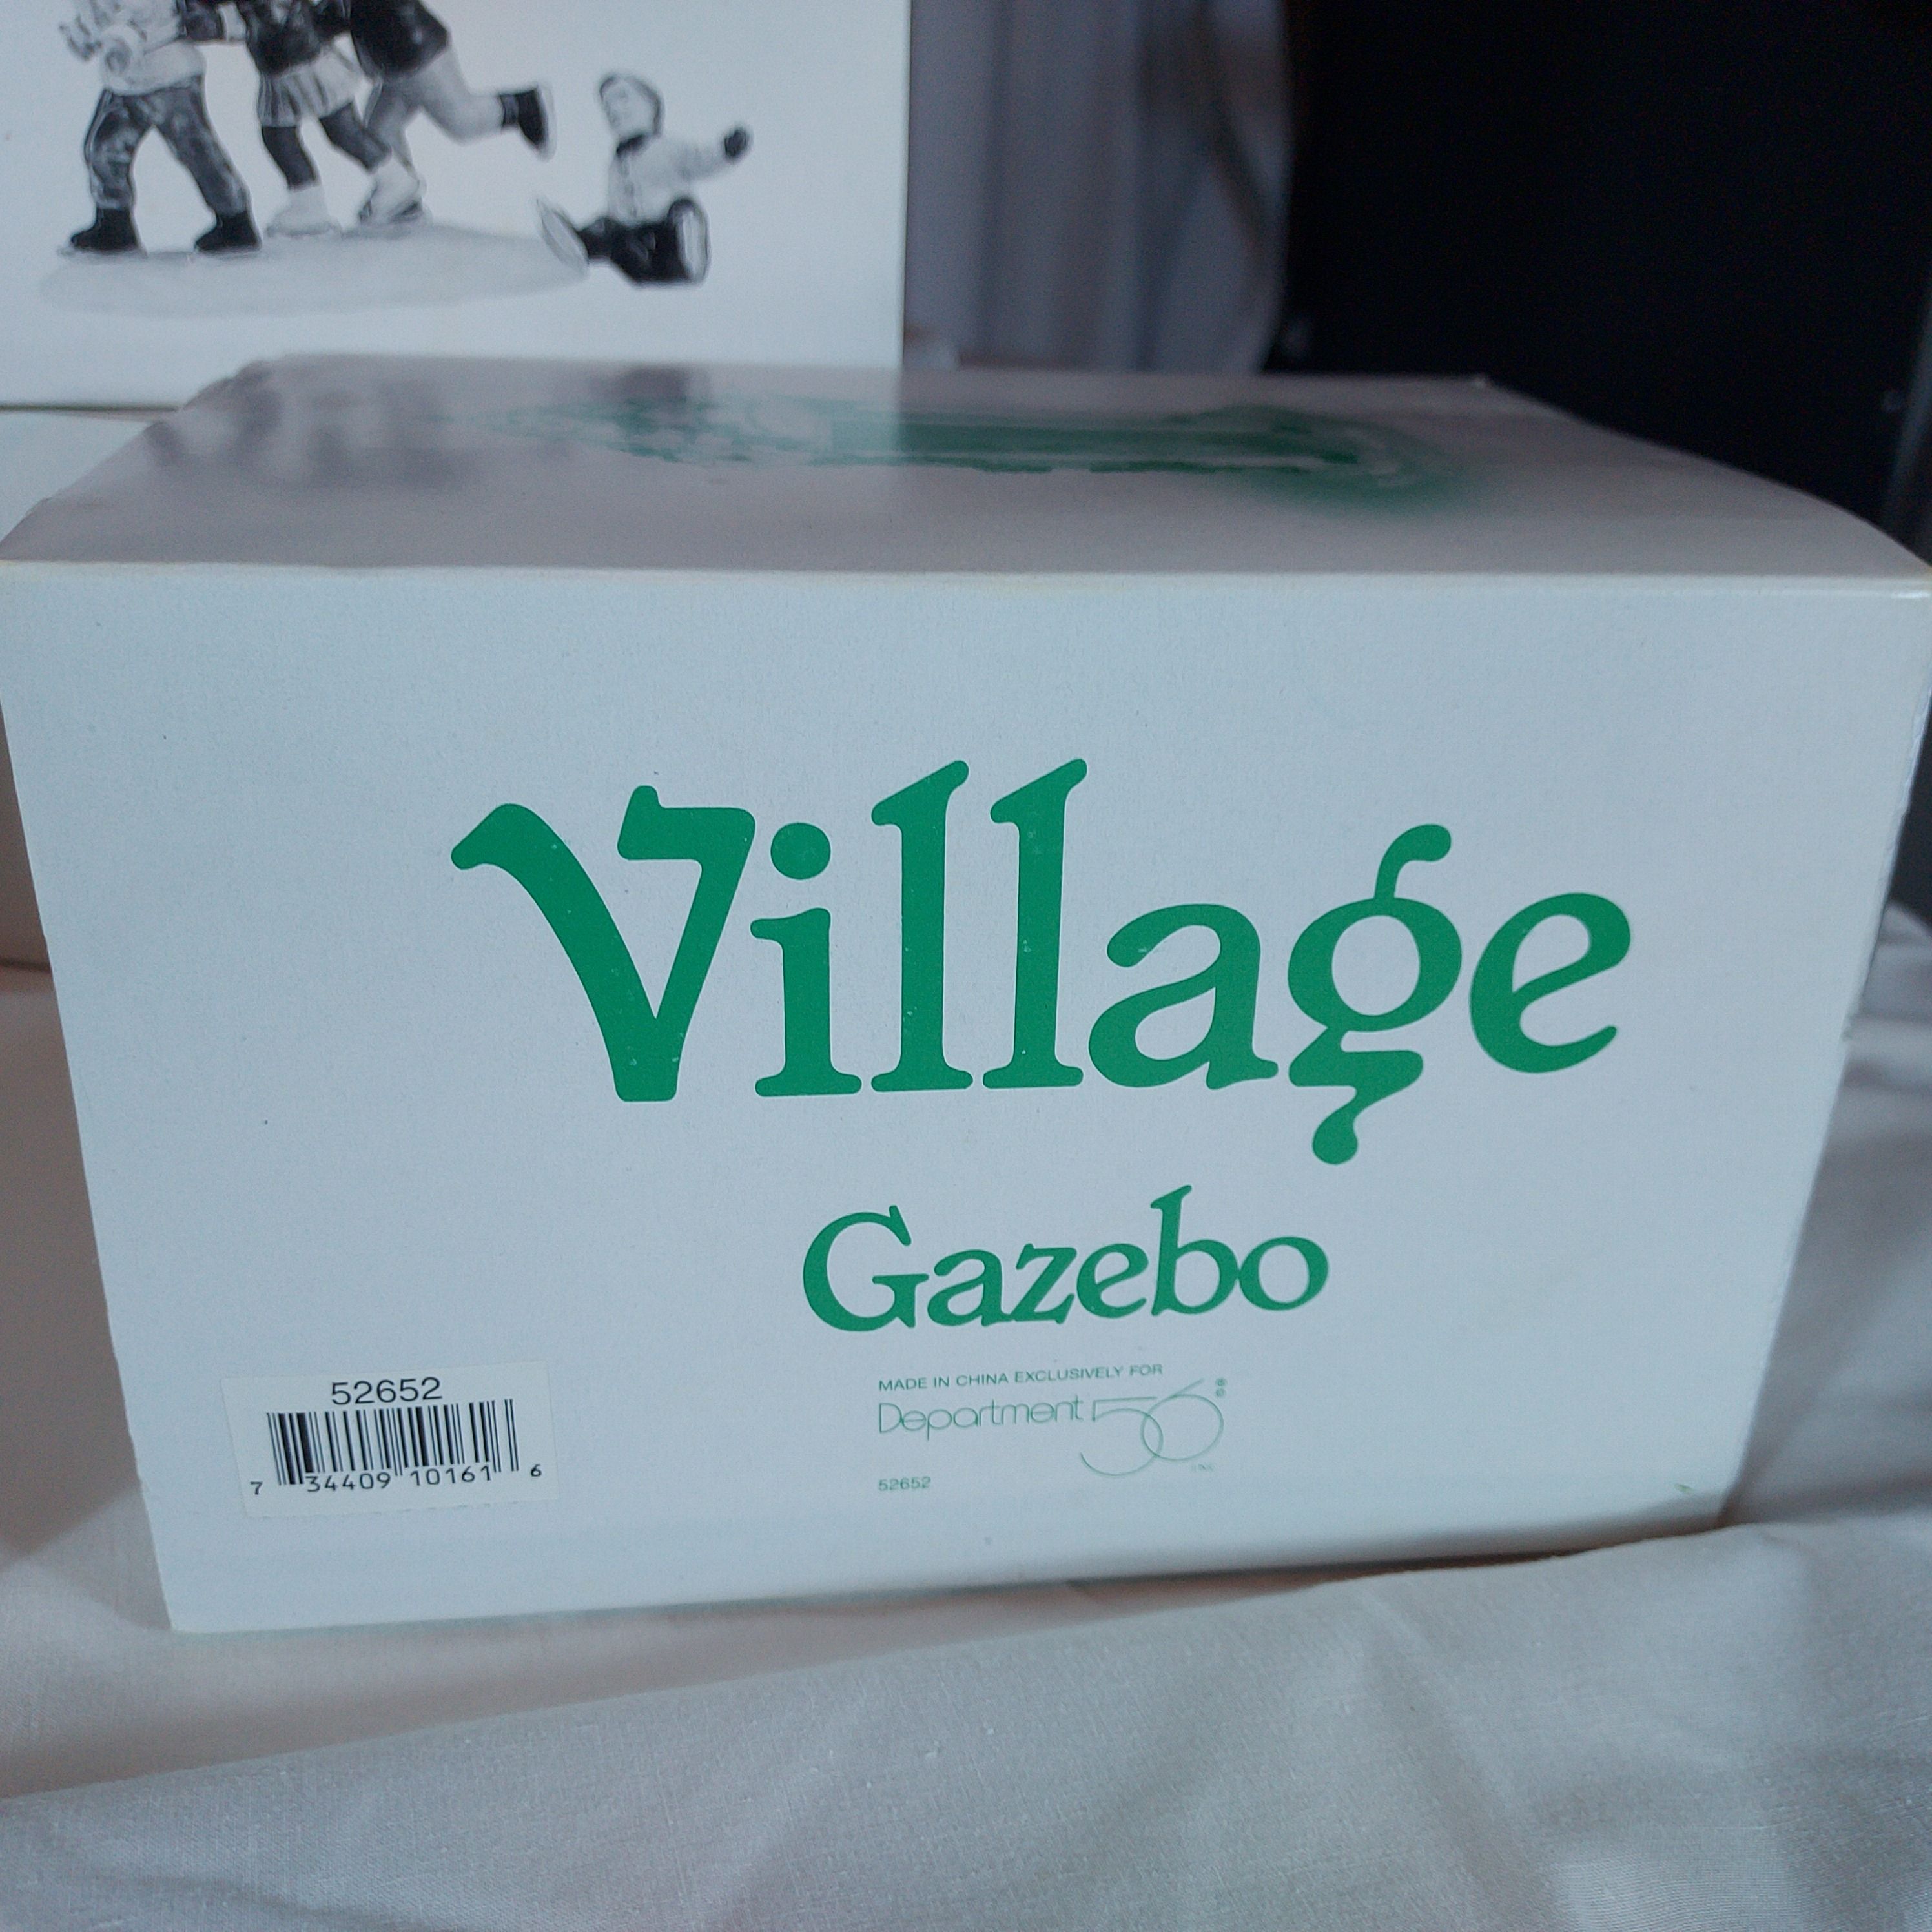 Village
Gazebo
MADE IN CHINA EXCLUSIVELY FOR
Department 56
52652
52652
7 34409 10161 6